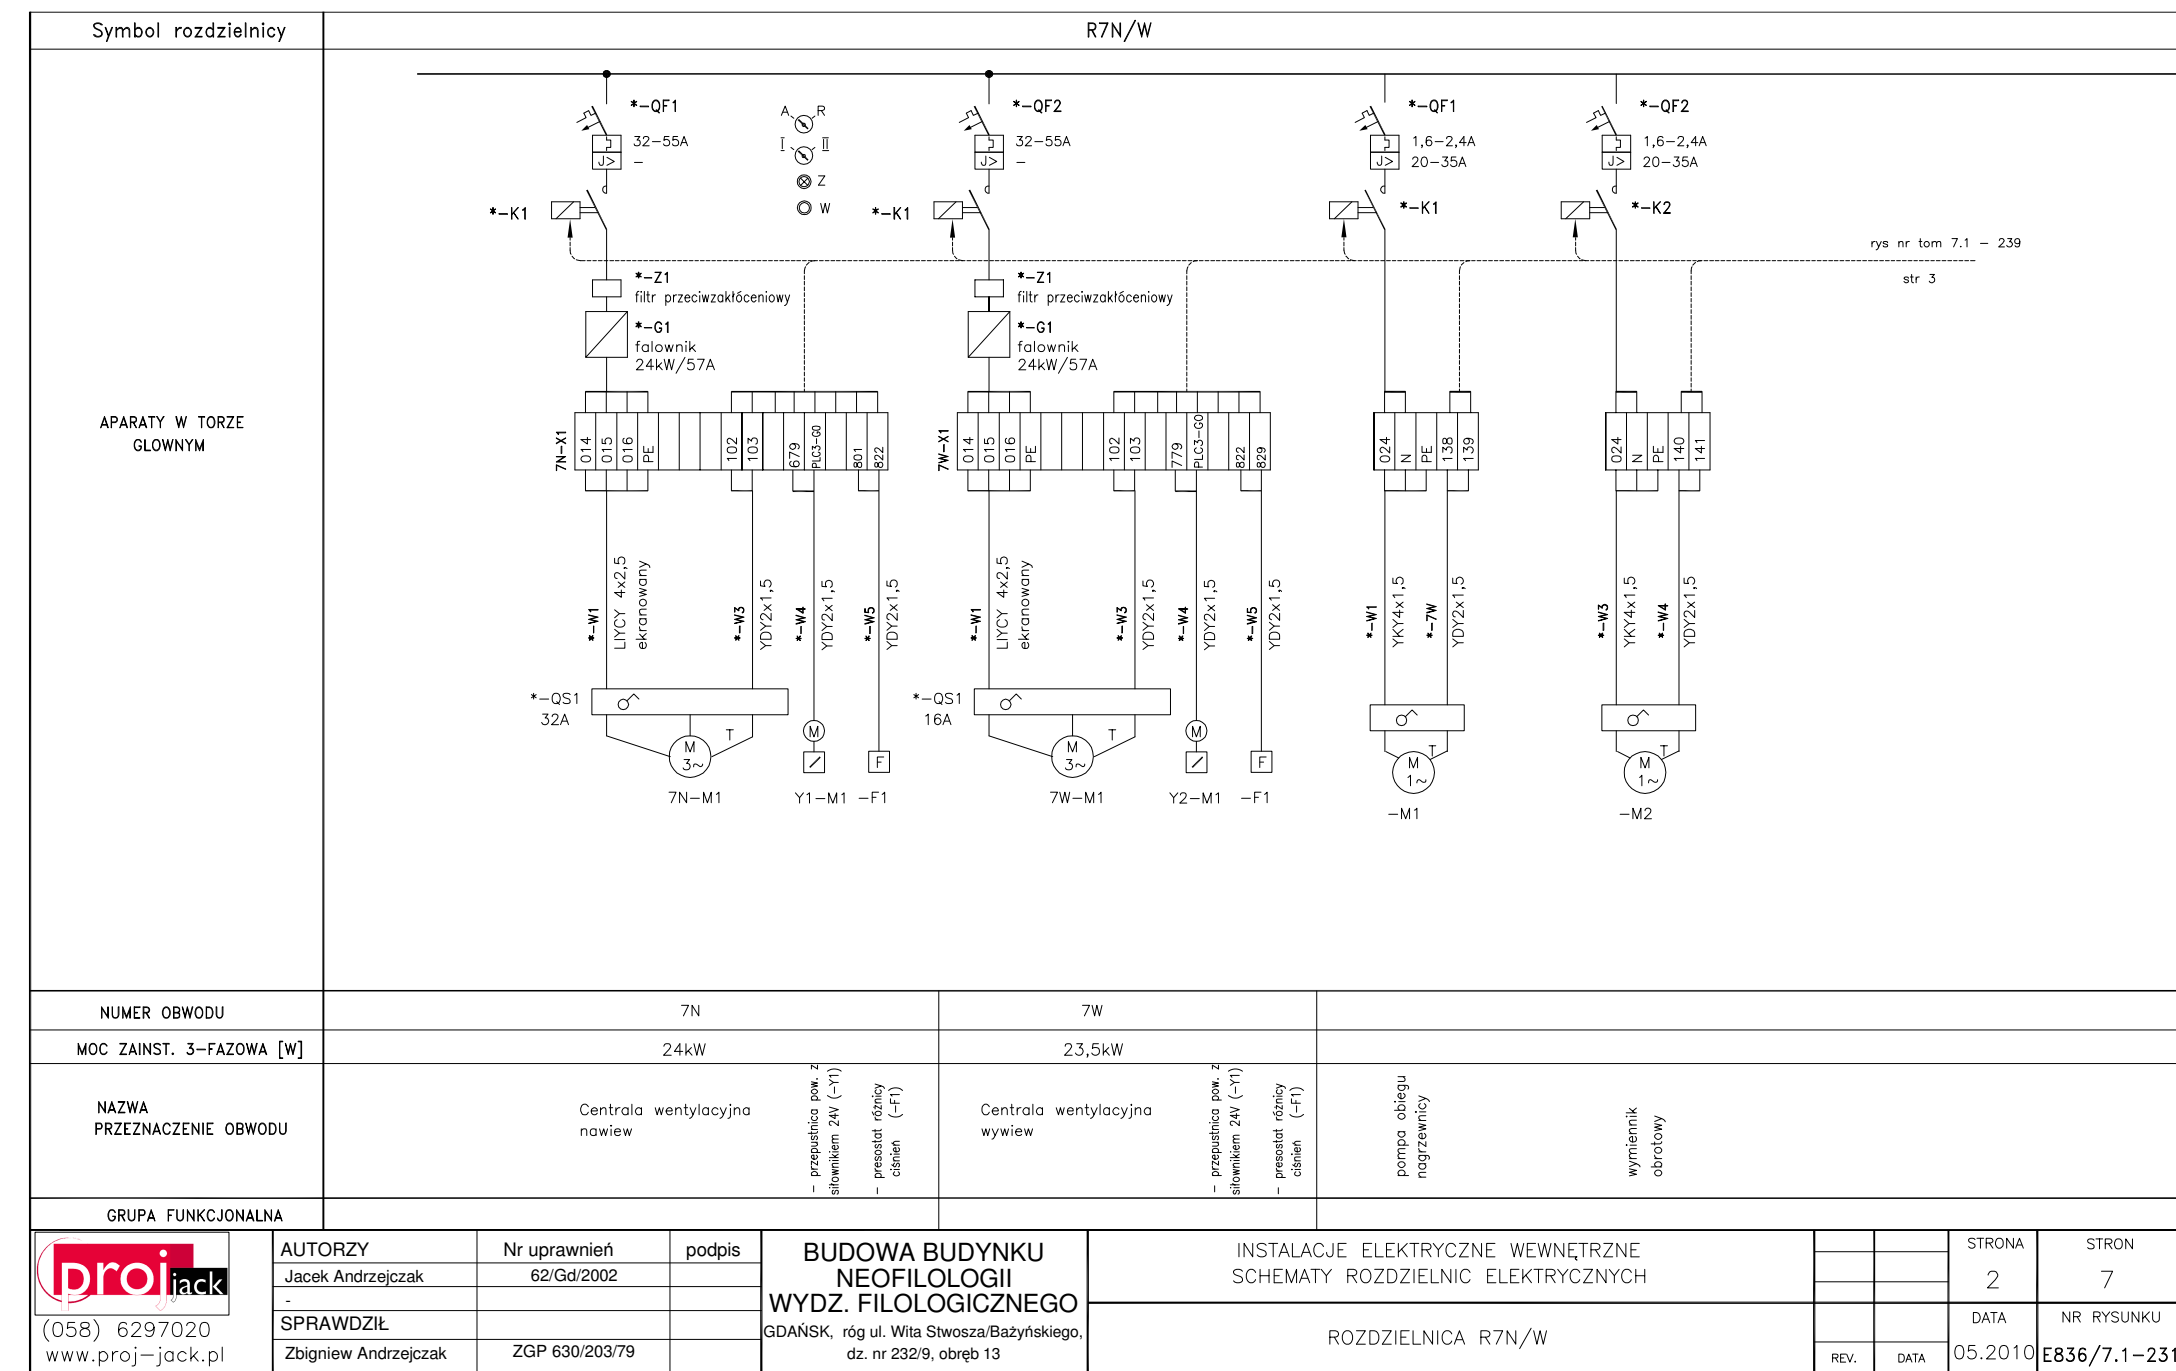 Symbol rozdzielnicy
R7N/W
APARATY W TORZE
GLOWNYM
*-QF1
32-55A
J>
-
*-K1
A
R
I
II
Z
W
*-Z1
filtr przeciwzakłóceniowy
*-G1
falownik
24kW/57A
7N-X1
014
015
016
PE
102
103
679
PLC3-G0
801
822
*-W1
LIYCY 4x2,5
ekranowany
*-W3
YDY2x1,5
*-W4
YDY2x1,5
*-W5
YDY2x1,5
*-QS1
32A
T
M
3~
7N-M1
M
Y1-M1
F
-F1
*-QF2
32-55A
J>
-
*-K1
*-Z1
filtr przeciwzakłóceniowy
*-G1
falownik
24kW/57A
7W-X1
014
015
016
PE
102
103
779
PLC3-G0
822
829
*-W1
LIYCY 4x2,5
ekranowany
*-W3
YDY2x1,5
*-W4
YDY2x1,5
*-W5
YDY2x1,5
*-QS1
16A
T
M
3~
7W-M1
M
Y2-M1
F
-F1
*-QF1
1,6-2,4A
J>
20-35A
*-K1
024
N
PE
138
139
*-W1
YKY4x1,5
*-7W
YDY2x1,5
T
M
1~
-M1
*-QF2
1,6-2,4A
J>
20-35A
*-K2
024
N
PE
140
141
*-W3
YKY4x1,5
*-W4
YDY2x1,5
T
M
1~
-M2
rys nr tom 7.1 - 239
str 3
NUMER OBWODU
7N
7W
MOC ZAINST. 3-FAZOWA [W]
24kW
23,5kW
NAZWA
PRZEZNACZENIE OBWODU
Centrala wentylacyjna
nawiew
- przepustnica pow. z
siłownikiem 24V (-Y1)
- presostat różnicy
ciśnień (-F1)
Centrala wentylacyjna
wywiew
- przepustnica pow. z
siłownikiem 24V (-Y1)
- presostat różnicy
ciśnień (-F1)
pompa obiegu
nagrzewnicy
wymiennik
obrotowy
GRUPA FUNKCJONALNA
proj jack
(058) 6297020
www.proj-jack.pl
AUTORZY
Nr uprawnień
podpis
Jacek Andrzejczak
62/Gd/2002
-
SPRAWDZIŁ
Zbigniew Andrzejczak
ZGP 630/203/79
BUDOWA BUDYNKU
NEOFILOLOGII
WYDZ. FILOLOGICZNEGO
GDAŃSK, róg ul. Wita Stwosza/Bażyńskiego,
dz. nr 232/9, obręb 13
INSTALACJE ELEKTRYCZNE WEWNĘTRZNE
SCHEMATY ROZDZIELNIC ELEKTRYCZNYCH
ROZDZIELNICA R7N/W
REV.
DATA
STRONA
2
STRON
7
DATA
05.2010
NR RYSUNKU
E836/7.1-231